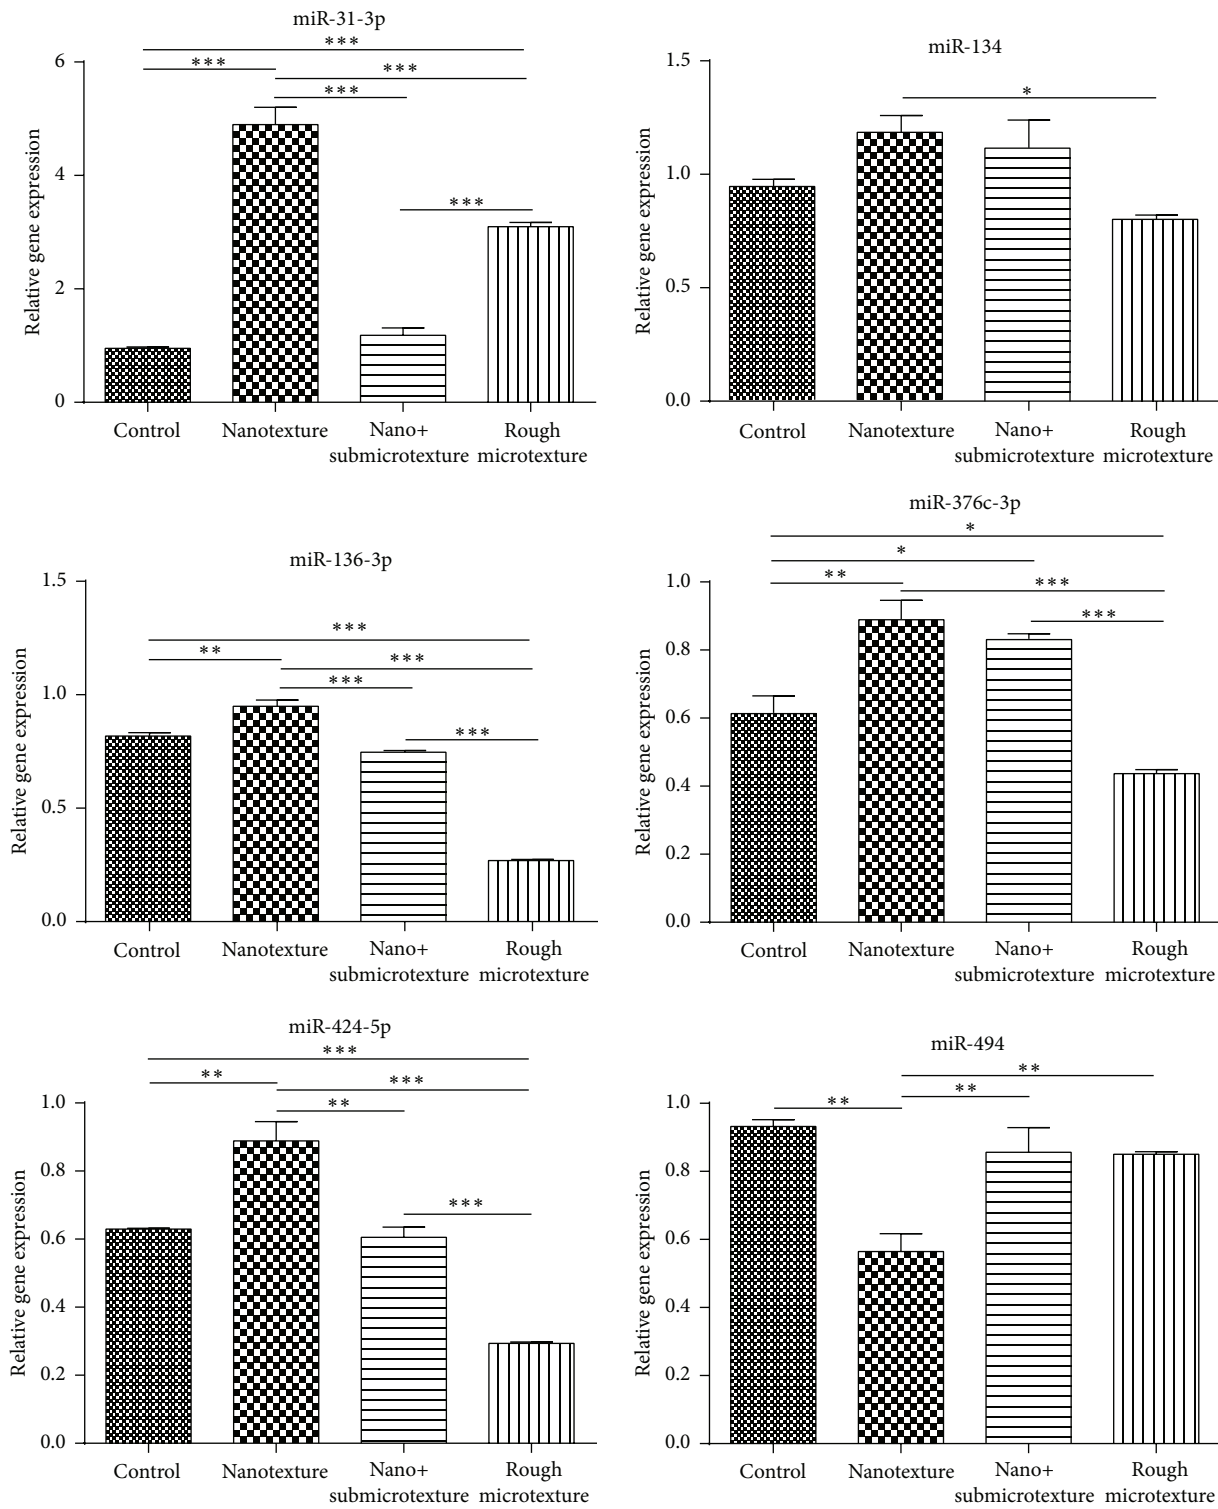 miR-31-3p
***
***
***
***
***
6
4
2
0
Relative gene expression
Control
Nanotexture
Nano+
submicrotexture
Rough
microtexture
miR-134
*
1.5
1.0
0.5
0.0
Relative gene expression
Control
Nanotexture
Nano+
submicrotexture
Rough
microtexture
miR-136-3p
***
**
***
***
***
1.5
1.0
0.5
0.0
Relative gene expression
Control
Nanotexture
Nano+
submicrotexture
Rough
microtexture
miR-376c-3p
*
*
**
***
***
1.0
0.8
0.6
0.4
0.2
0.0
Relative gene expression
Control
Nanotexture
Nano+
submicrotexture
Rough
microtexture
miR-424-5p
***
**
***
**
***
1.0
0.8
0.6
0.4
0.2
0.0
Relative gene expression
Control
Nanotexture
Nano+
submicrotexture
Rough
microtexture
miR-494
**
**
**
1.0
0.8
0.6
0.4
0.2
0.0
Relative gene expression
Control
Nanotexture
Nano+
submicrotexture
Rough
microtexture